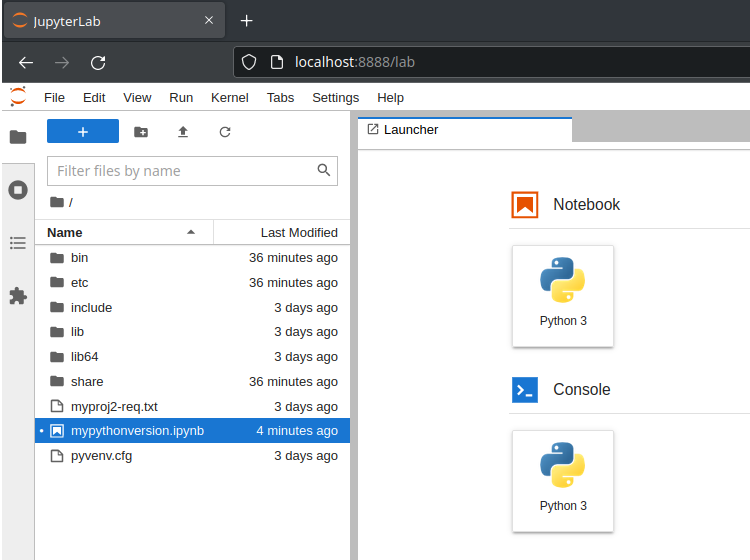 JupyterLab
localhost:8888/lab
File Edit View Run Kernel Tabs Settings Help
Launcher
Filter files by name
/
Name Last Modified
bin 36 minutes ago
etc 36 minutes ago
include 3 days ago
lib 3 days ago
lib64 3 days ago
share 36 minutes ago
myproj2-req.txt 3 days ago
mypythonversion.ipynb 4 minutes ago
pyvenv.cfg 3 days ago
Notebook
Python 3
Console
Python 3